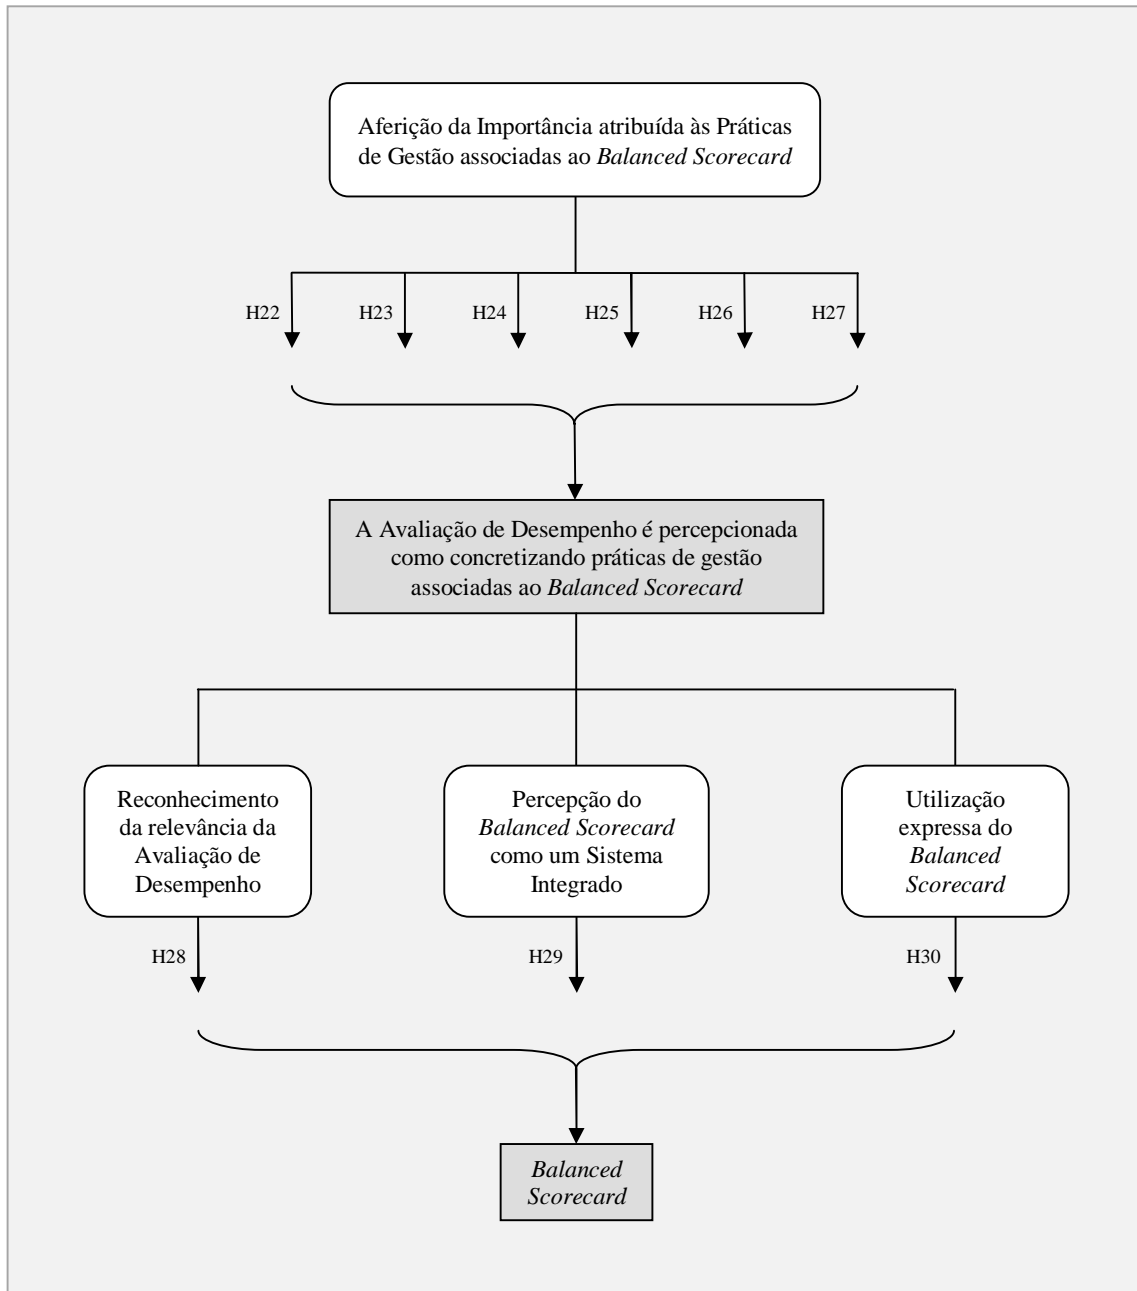 Aferição da Importância atribuída às Práticas
de Gestão associadas ao Balanced Scorecard
H22
H23
H24
H25
H26
H27
A Avaliação de Desempenho é percepcionada
como concretizando práticas de gestão
associadas ao Balanced Scorecard
Reconhecimento
da relevância da
Avaliação de
Desempenho
Percepção do
Balanced Scorecard
como um Sistema
Integrado
Utilização
expressa do
Balanced
Scorecard
H28
H29
H30
Balanced
Scorecard